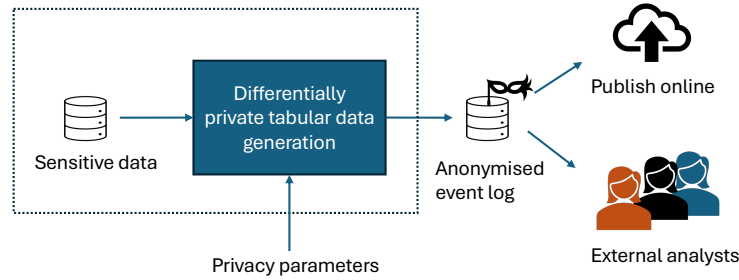 Sensitive data
Differentially
private tabular data
generation
Privacy parameters
Anonymised
event log
Publish online
External analysts